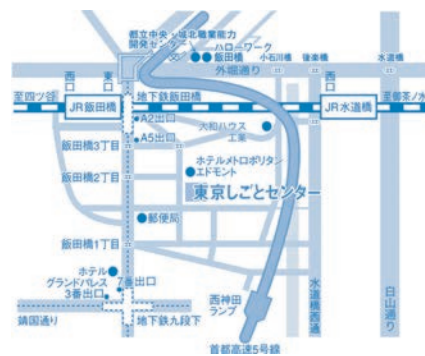 都立中央・城北職業能力
開発センター
ハローワーク
飯田橋
小石川橋
後楽橋
水道橋
外堀通り
西口
東口
西口
至四ツ谷
JR飯田橋
地下鉄飯田橋
JR水道橋
至御茶ノ水
A2出口
A5出口
大和ハウス
工業
飯田橋3丁目
ホテルメトロポリタン
エドモント
飯田橋2丁目
東京しごとセンター
郵便局
飯田橋1丁目
ホテル
グランドパレス
7番出口
3番出口
西神田
ランプ
水道橋西通り
白山通り
靖国通り
地下鉄九段下
首都高速5号線